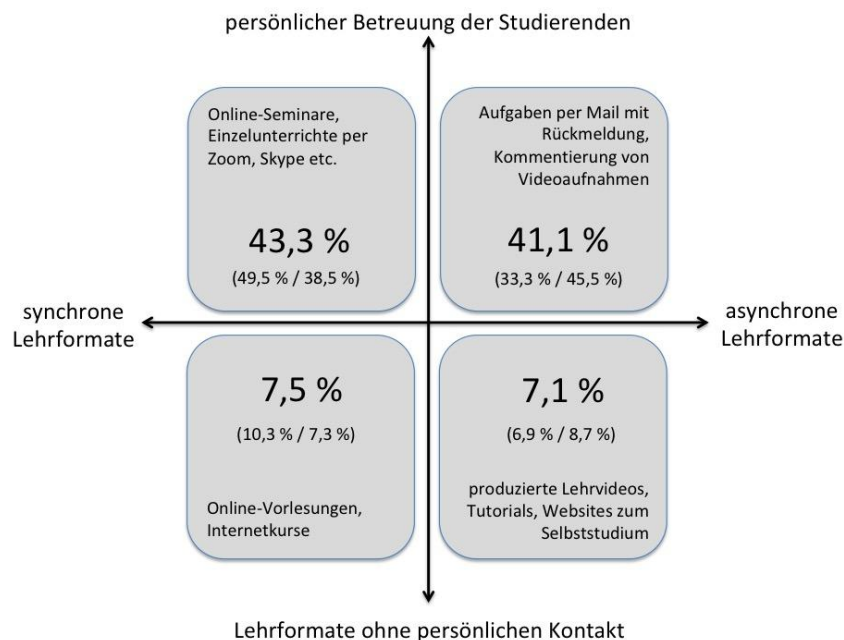 persönlicher Betreuung der Studierenden
Online-Seminare,
Einzelunterrichte per
Zoom, Skype etc.
43,3 %
(49,5 % / 38,5 %)
Aufgaben per Mail mit
Rückmeldung,
Kommentierung von
Videoaufnahmen
41,1 %
(33,3 % / 45,5 %)
synchrone
Lehrformate
asynchrone
Lehrformate
7,5 %
(10,3 % / 7,3 %)
Online-Vorlesungen,
Internetkurse
7,1 %
(6,9 % / 8,7 %)
produzierte Lehrvideos,
Tutorials, Websites zum
Selbststudium
Lehrformate ohne persönlichen Kontakt